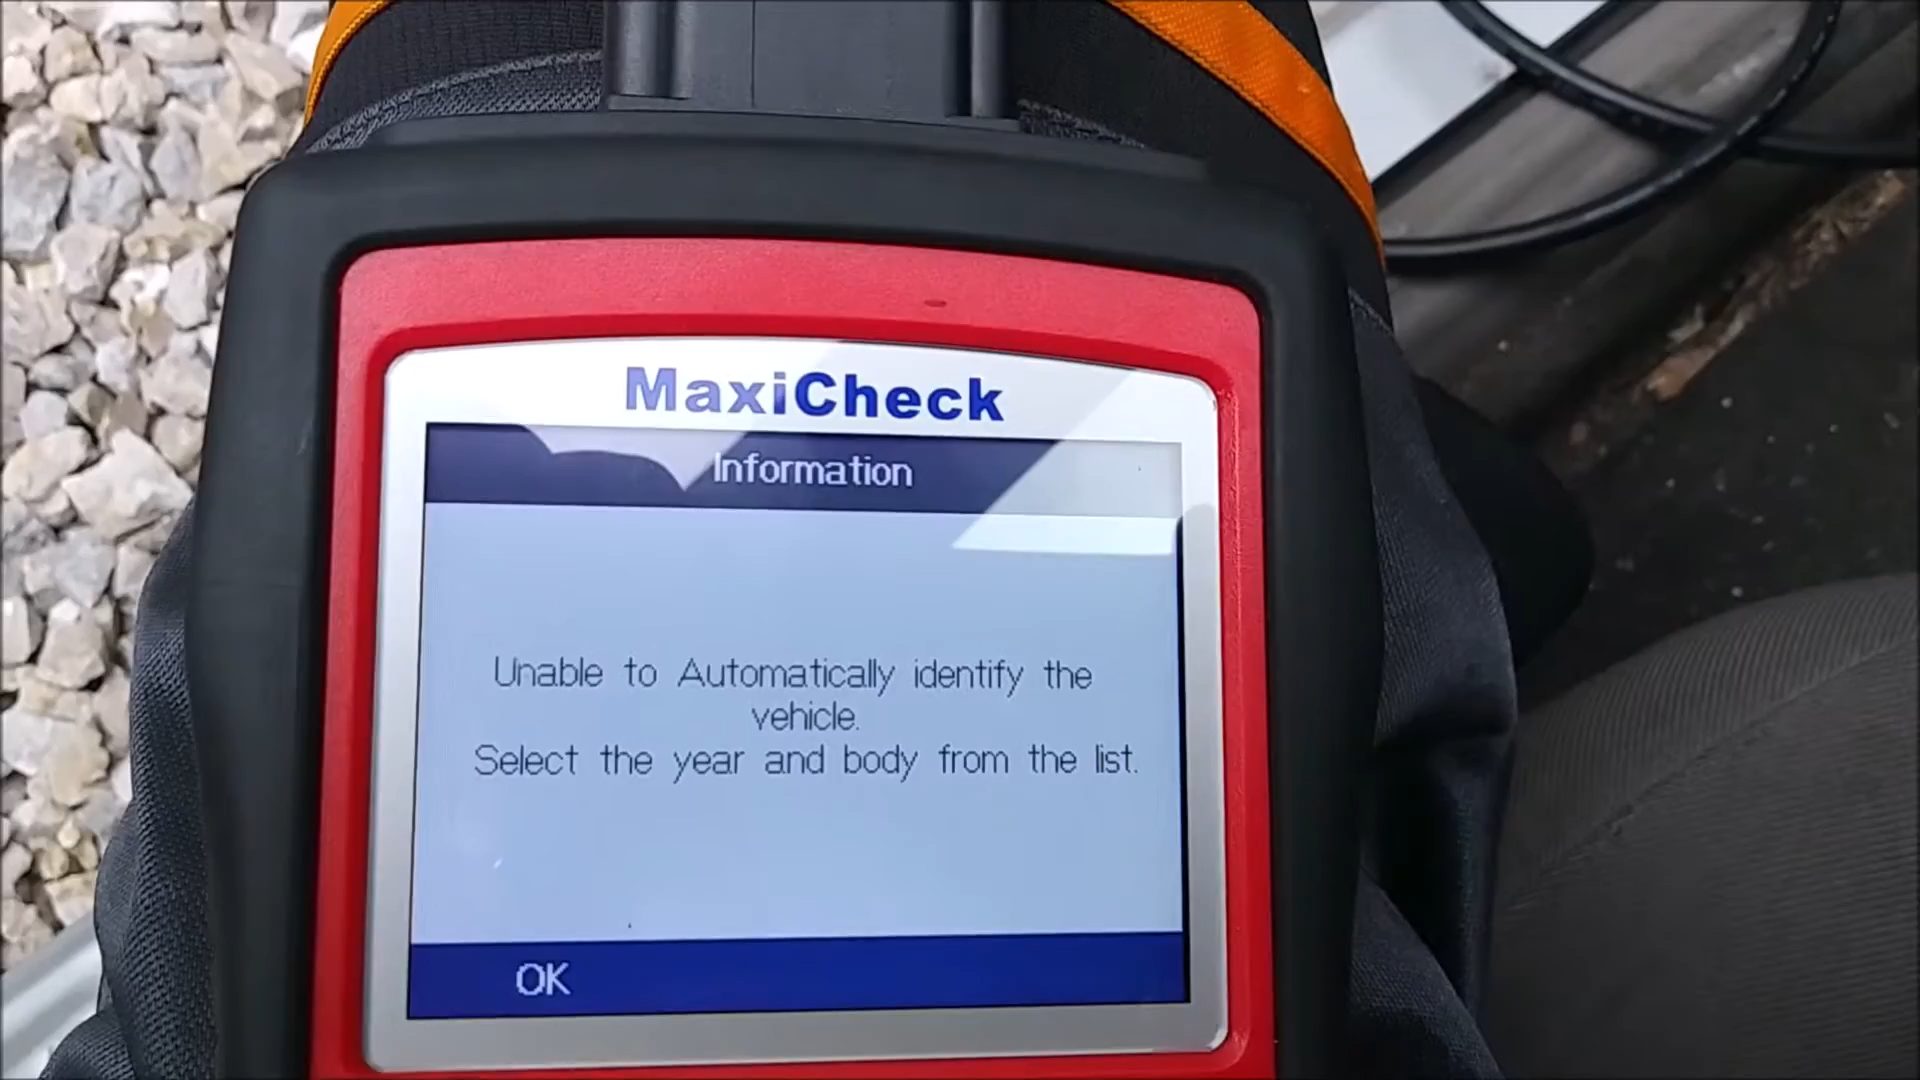 MaxiCheck
Information
Unable to Automatically identify the
vehicle.
Select the year and body from the list.
OK